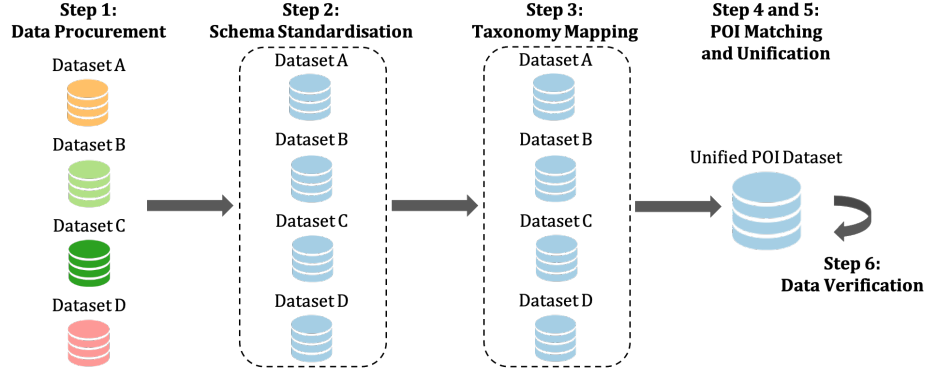 Step 1:
Data Procurement
Dataset A
Dataset B
Dataset C
Dataset D
Step 2:
Schema Standardisation
Dataset A
Dataset B
Dataset C
Dataset D
Step 3:
Taxonomy Mapping
Dataset A
Dataset B
Dataset C
Dataset D
Step 4 and 5:
POI Matching
and Unification
Unified POI Dataset
Step 6:
Data Verification